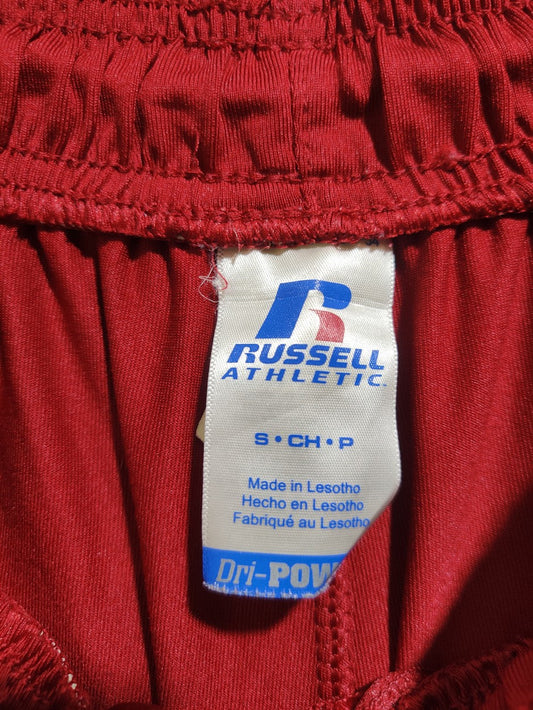 RUSSELL
ATHLETIC
S • CH • P
Made in Lesotho
Hecho en Lesotho
Fabriqué au Lesotho
Dri-POW